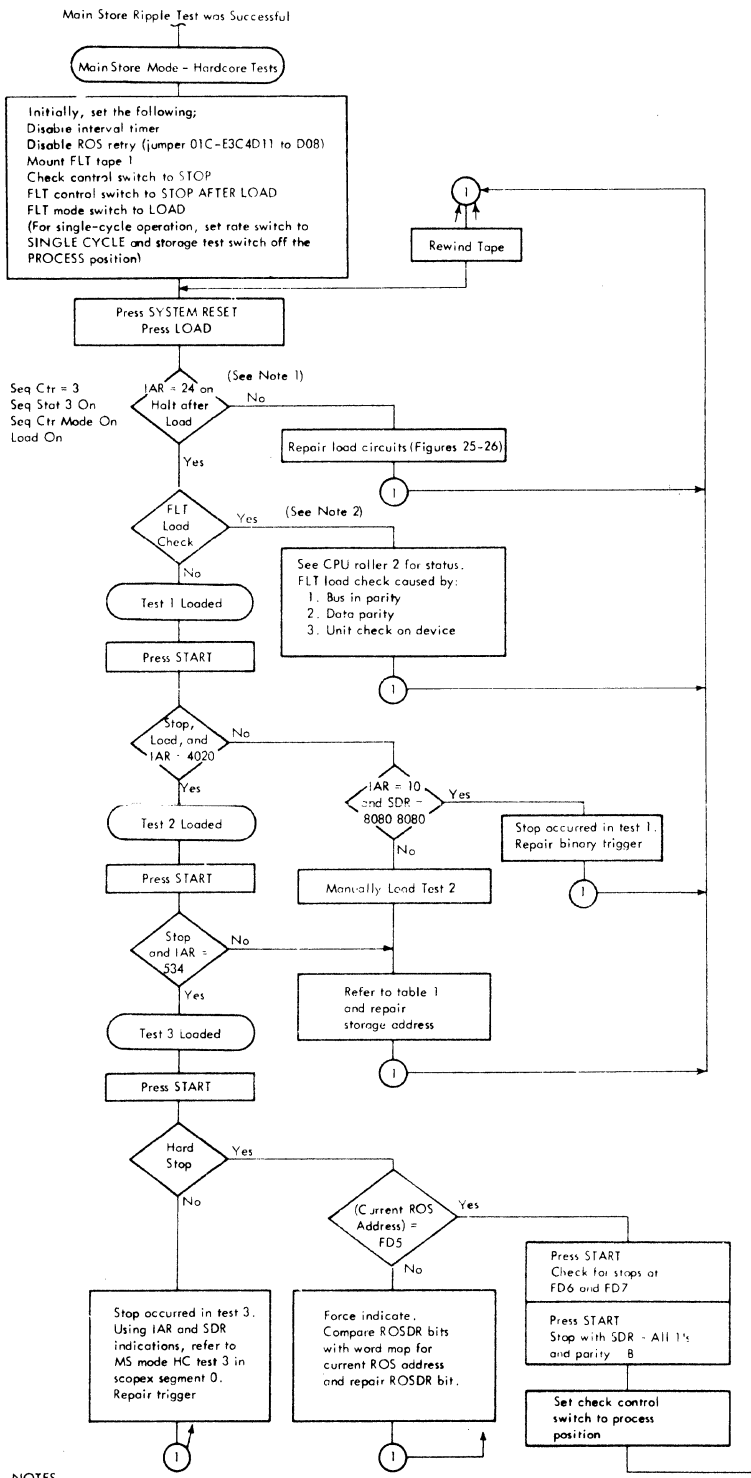 Main Store Ripple Test was Successful
Main Store Mode - Hardcore Tests
Initially, set the following;
Disable interval timer
Disable ROS retry (jumper 01C-E3C4D11 to D08)
Mount FLT tape 1
Check control switch to STOP
FLT control switch to STOP AFTER LOAD
FLT mode switch to LOAD
(For single-cycle operation, set rate switch to
SINGLE CYCLE and storage test switch off the
PROCESS position)
1
Rewind Tape
Press SYSTEM RESET
Press LOAD
Seq Ctr = 3
Seq Stat 3 On
Seq Ctr Mode On
Load On
IAR = 24 on
Halt after
Load
(See Note 1)
No
Yes
Repair load circuits (Figures 25-26)
1
FLT
Load
Check
Yes
(See Note 2)
No
See CPU roller 2 for status.
FLT load check caused by:
1. Bus in parity
2. Data parity
3. Unit check on device
1
Test 1 Loaded
Press START
Stop,
Load, and
IAR - 4020
No
Yes
IAR = 10
and SDR =
8080 8080
Yes
No
Stop occurred in test 1.
Repair binary trigger
1
Test 2 Loaded
Press START
Manually Load Test 2
Stop
and IAR =
534
No
Yes
Refer to table 1
and repair
storage address
1
Test 3 Loaded
Press START
Hard
Stop
Yes
No
(Current ROS
Address) =
FD5
Yes
No
Press START
Check for stops at
FD6 and FD7
Press START
Stop with SDR - All 1's
and parity B
Set check control
switch to process
position
Stop occurred in test 3.
Using IAR and SDR
indications, refer to
MS mode HC test 3 in
scopex segment 0.
Repair trigger
1
Force indicate.
Compare ROSDR bits
with word map for
current ROS address
and repair ROSDR bit.
1
NOTES